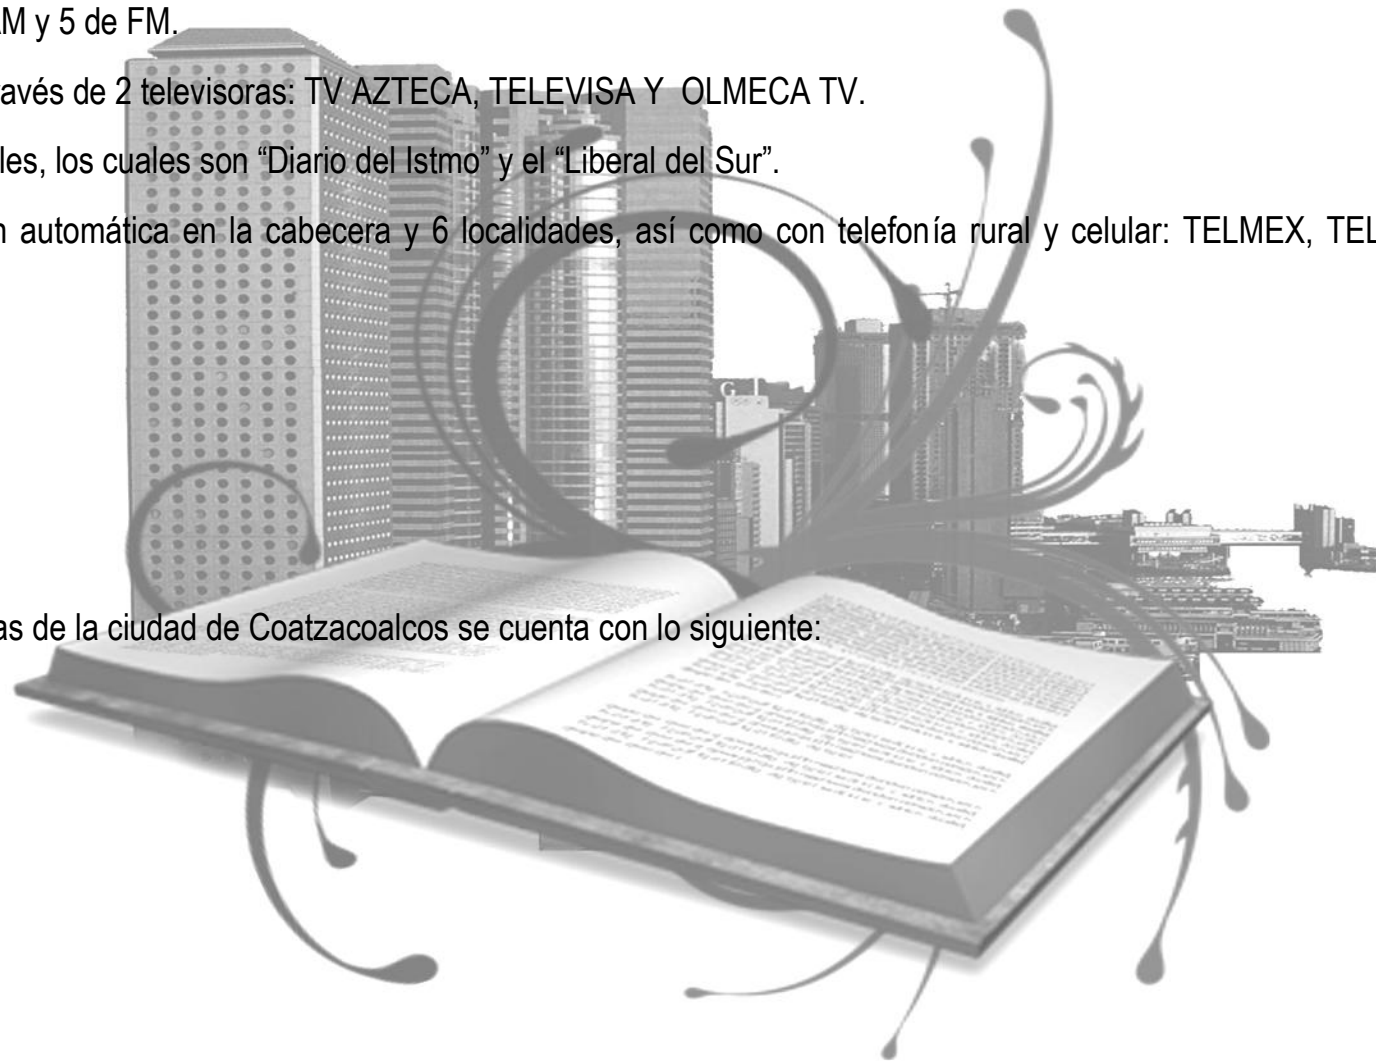 AM y 5 de FM.
ravés de 2 televisoras: TV AZTECA, TELEVISA Y OLMECA TV.
les, los cuales son “Diario del Istmo” y el “Liberal del Sur”.
n automática en la cabecera y 6 localidades, así como con telefonía rural y celular: TELMEX, TEL
as de la ciudad de Coatzacoalcos se cuenta con lo siguiente: